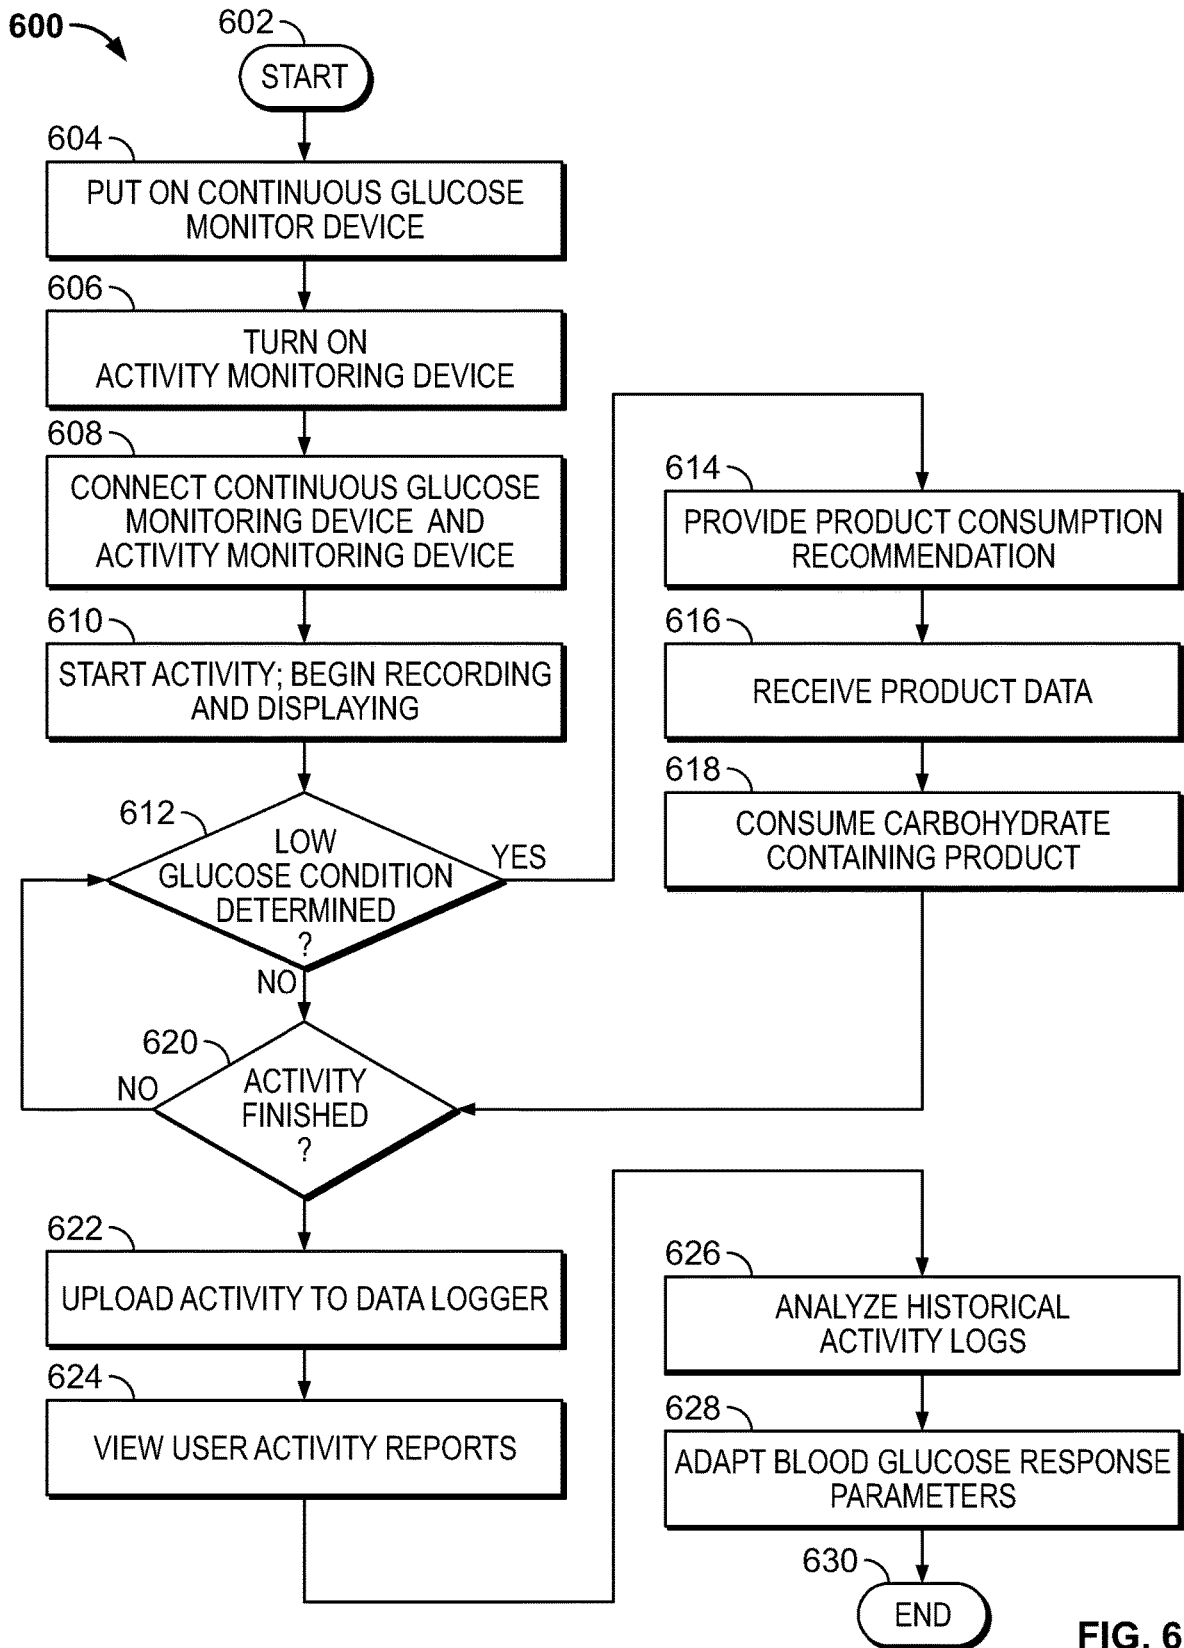 600
602
START
604
PUT ON CONTINUOUS GLUCOSE
MONITOR DEVICE
606
TURN ON
ACTIVITY MONITORING DEVICE
608
CONNECT CONTINUOUS GLUCOSE
MONITORING DEVICE AND
ACTIVITY MONITORING DEVICE
610
START ACTIVITY; BEGIN RECORDING
AND DISPLAYING
612
LOW
GLUCOSE CONDITION
DETERMINED
?
YES
NO
614
PROVIDE PRODUCT CONSUMPTION
RECOMMENDATION
616
RECEIVE PRODUCT DATA
618
CONSUME CARBOHYDRATE
CONTAINING PRODUCT
620
ACTIVITY
FINISHED
?
NO
622
UPLOAD ACTIVITY TO DATA LOGGER
624
VIEW USER ACTIVITY REPORTS
626
ANALYZE HISTORICAL
ACTIVITY LOGS
628
ADAPT BLOOD GLUCOSE RESPONSE
PARAMETERS
630
END
FIG. 6